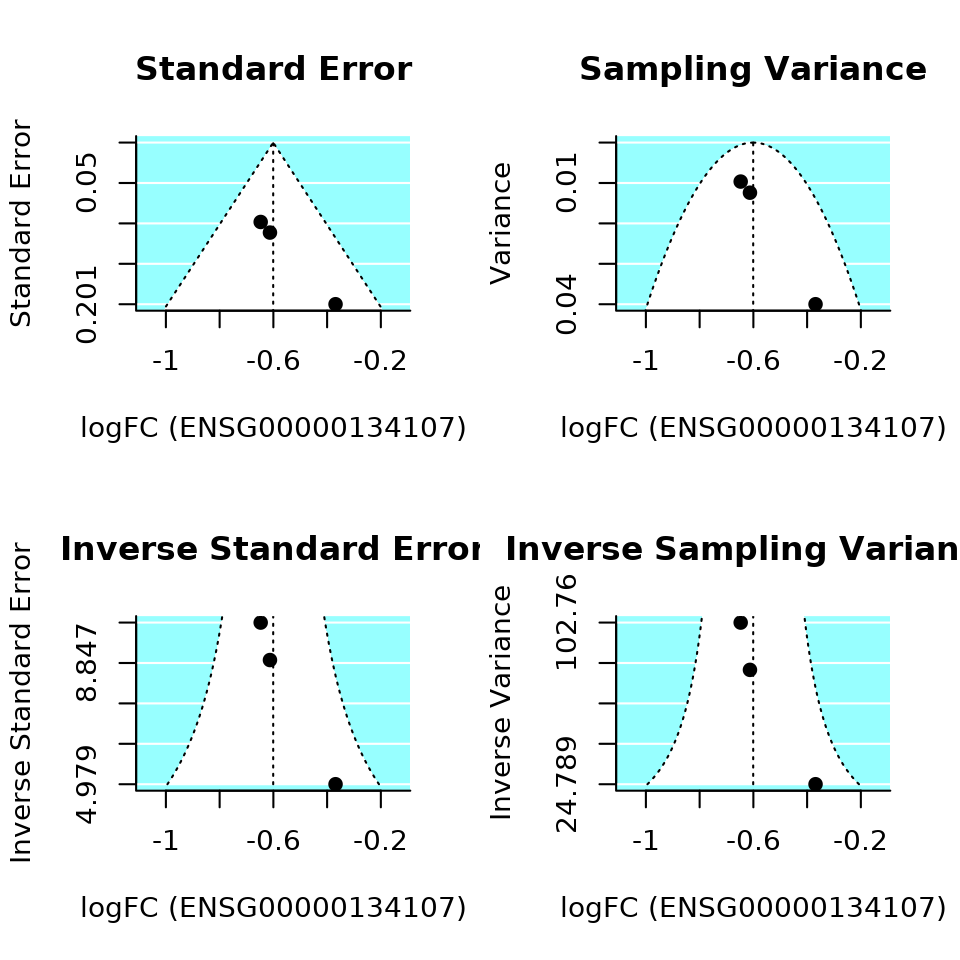 Standard Error
Standard Error
0.05
0.201
-1 -0.6 -0.2
logFC (ENSG00000134107)
Sampling Variance
Variance
0.01
0.04
-1 -0.6 -0.2
logFC (ENSG00000134107)
Inverse Standard Error
Inverse Standard Error
8.847
4.979
-1 -0.6 -0.2
logFC (ENSG00000134107)
Inverse Sampling Varian
Inverse Variance
102.76
24.789
-1 -0.6 -0.2
logFC (ENSG00000134107)